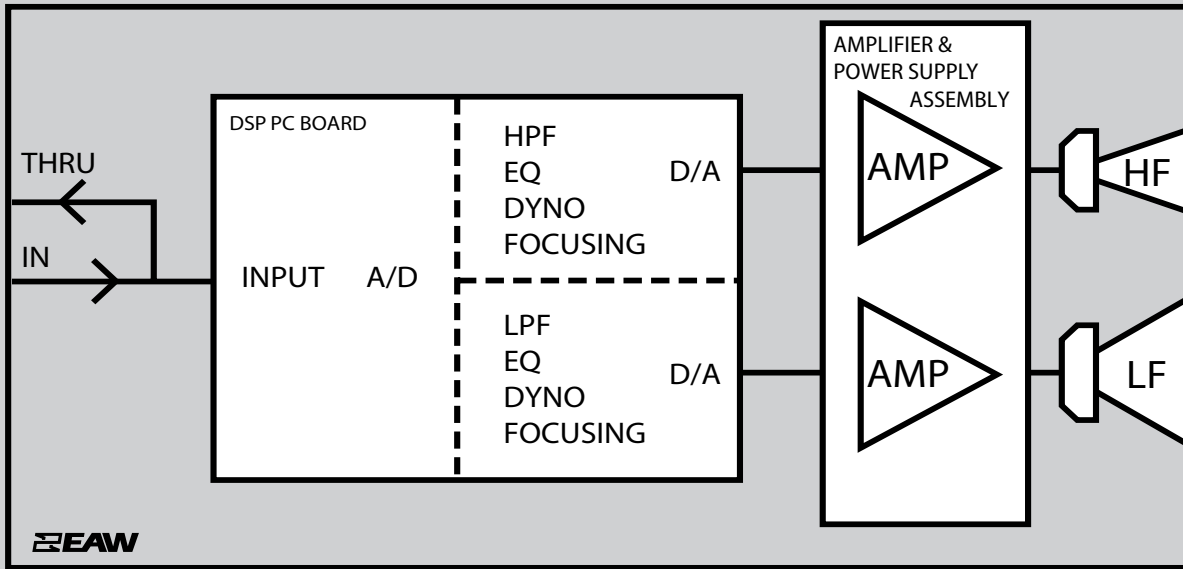 THRU
IN
DSP PC BOARD
INPUT A/D
HPF
EQ
DYNO
FOCUSING
D/A
LPF
EQ
DYNO
FOCUSING
D/A
AMPLIFIER &
POWER SUPPLY
ASSEMBLY
AMP
AMP
HF
LF
EAW